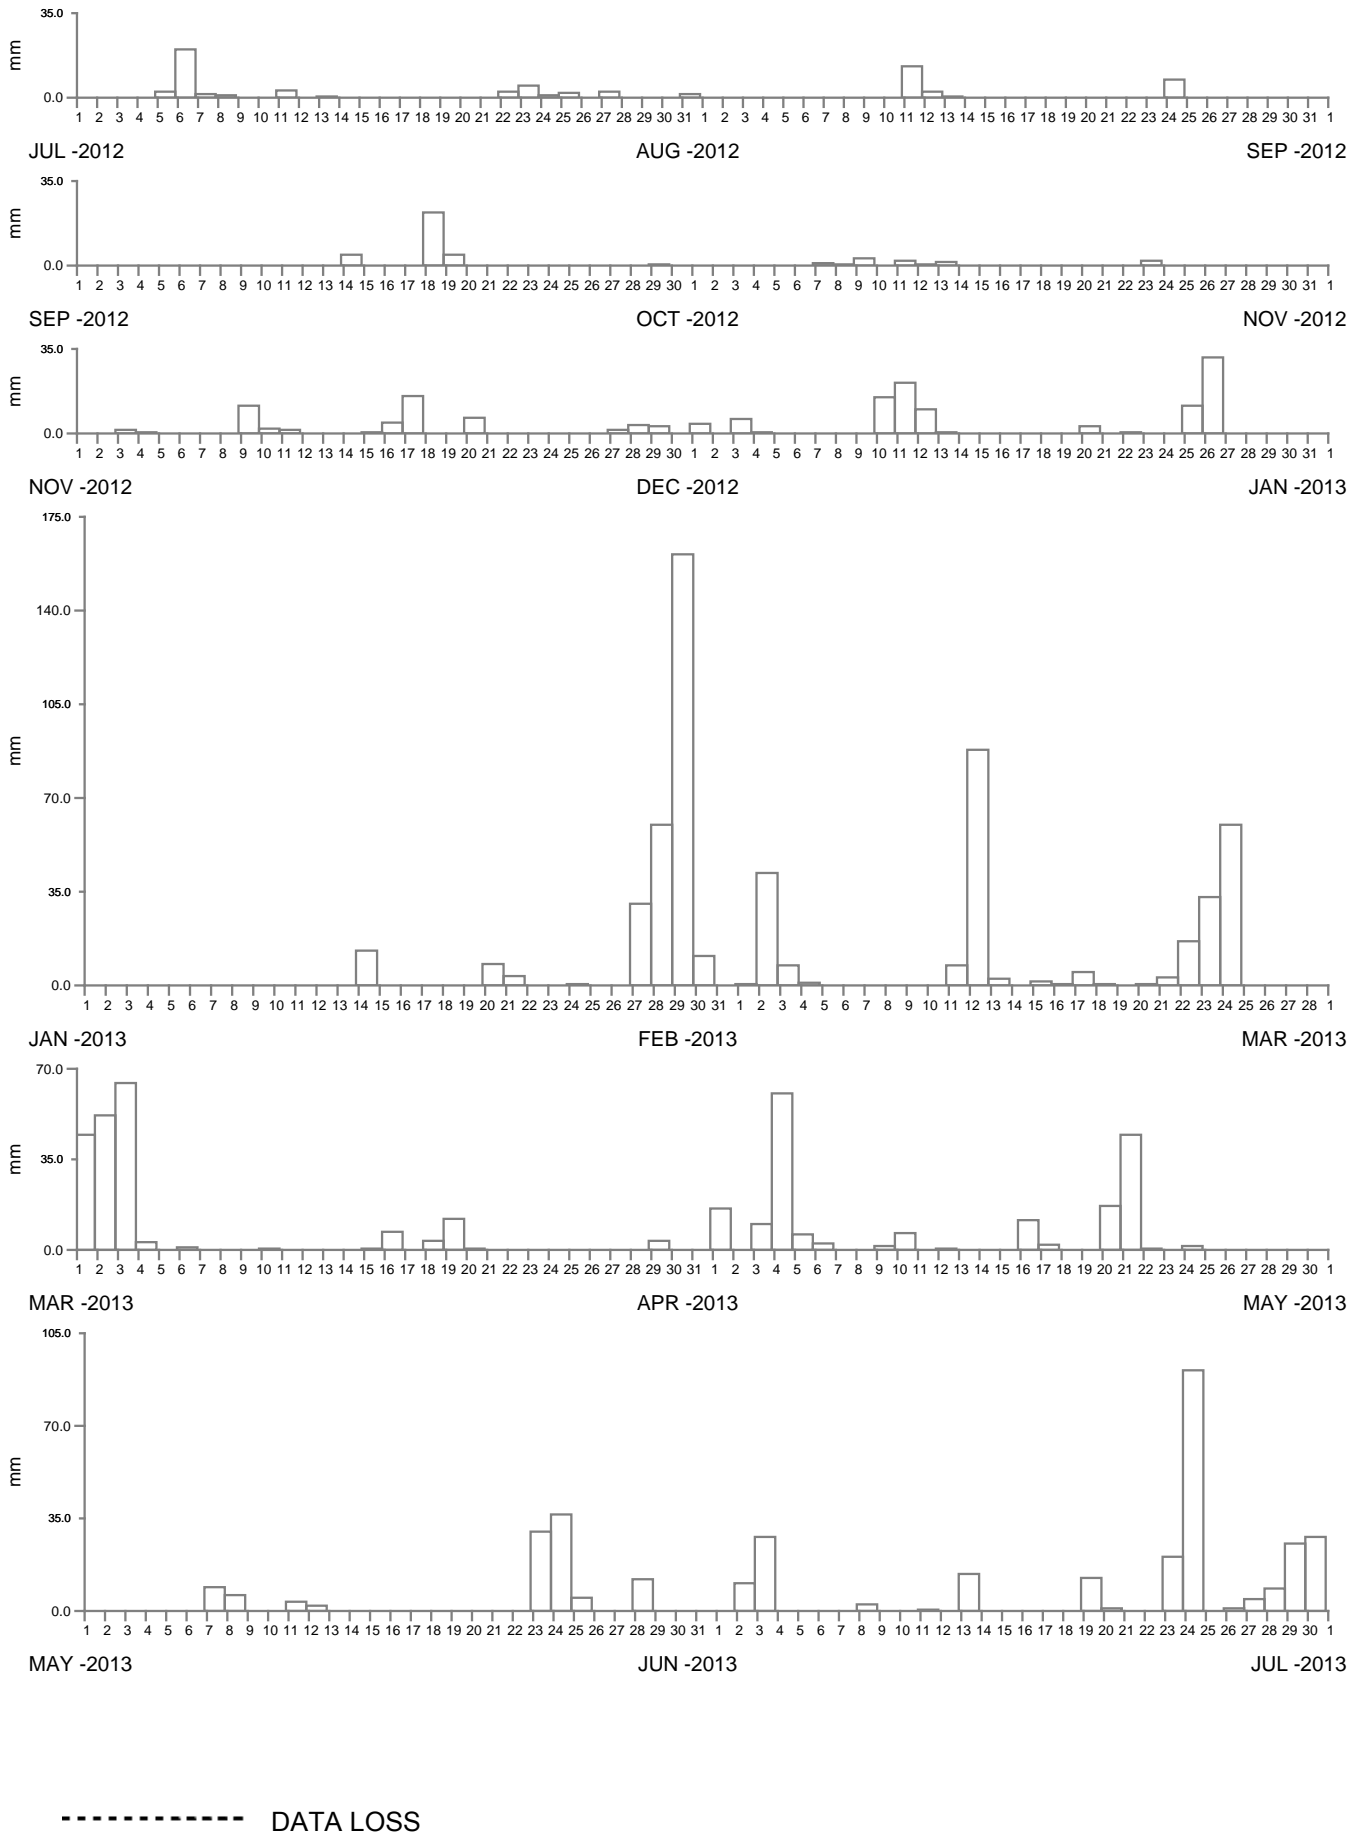 35.0
mm
0.0
1 2 3 4 5 6 7 8 9 10 11 12 13 14 15 16 17 18 19 20 21 22 23 24 25 26 27 28 29 30 31 1 2 3 4 5 6 7 8 9 10 11 12 13 14 15 16 17 18 19 20 21 22 23 24 25 26 27 28 29 30 31 1
JUL -2012 AUG -2012 SEP -2012
35.0
mm
0.0
1 2 3 4 5 6 7 8 9 10 11 12 13 14 15 16 17 18 19 20 21 22 23 24 25 26 27 28 29 30 1 2 3 4 5 6 7 8 9 10 11 12 13 14 15 16 17 18 19 20 21 22 23 24 25 26 27 28 29 30 31 1
SEP -2012 OCT -2012 NOV -2012
35.0
mm
0.0
1 2 3 4 5 6 7 8 9 10 11 12 13 14 15 16 17 18 19 20 21 22 23 24 25 26 27 28 29 30 1 2 3 4 5 6 7 8 9 10 11 12 13 14 15 16 17 18 19 20 21 22 23 24 25 26 27 28 29 30 31 1
NOV -2012 DEC -2012 JAN -2013
175.0
140.0
105.0
mm
70.0
35.0
0.0
1 2 3 4 5 6 7 8 9 10 11 12 13 14 15 16 17 18 19 20 21 22 23 24 25 26 27 28 29 30 31 1 2 3 4 5 6 7 8 9 10 11 12 13 14 15 16 17 18 19 20 21 22 23 24 25 26 27 28 1
JAN -2013 FEB -2013 MAR -2013
70.0
mm
35.0
0.0
1 2 3 4 5 6 7 8 9 10 11 12 13 14 15 16 17 18 19 20 21 22 23 24 25 26 27 28 29 30 31 1 2 3 4 5 6 7 8 9 10 11 12 13 14 15 16 17 18 19 20 21 22 23 24 25 26 27 28 29 30 1
MAR -2013 APR -2013 MAY -2013
105.0
70.0
mm
35.0
0.0
1 2 3 4 5 6 7 8 9 10 11 12 13 14 15 16 17 18 19 20 21 22 23 24 25 26 27 28 29 30 31 1 2 3 4 5 6 7 8 9 10 11 12 13 14 15 16 17 18 19 20 21 22 23 24 25 26 27 28 29 30 1
MAY -2013 JUN -2013 JUL -2013
DATA LOSS